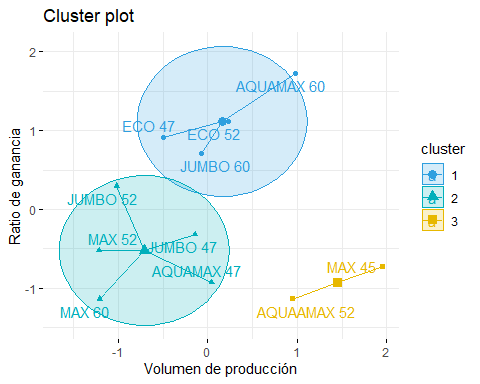 Cluster plot
2
1
0
-1
Ratio de ganancia
AQUAMAX 60
ECO 47
ECO 52
JUMBO 60
JUMBO 52
MAX 52
JUMBO 47
AQUAMAX 47
MAX 60
MAX 45
AQUAAMAX 52
-1
0
1
2
Volumen de producción
cluster
1
2
3